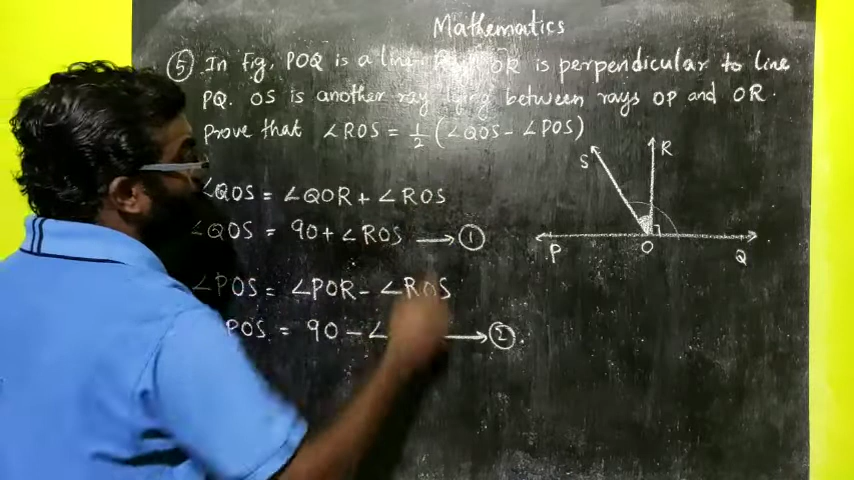 Mathematics
5 In Fig, POQ is a line. OR is perpendicular to line
PQ. OS is another ray lying between rays OP and OR.
Prove that ∠ROS = 1/2 (∠QOS - ∠POS)
∠QOS = ∠QOR + ∠ROS
∠QOS = 90 + ∠ROS → 1
∠POS = ∠POR - ∠ROS
POS = 90 - ∠ → 2.
S R
P O Q